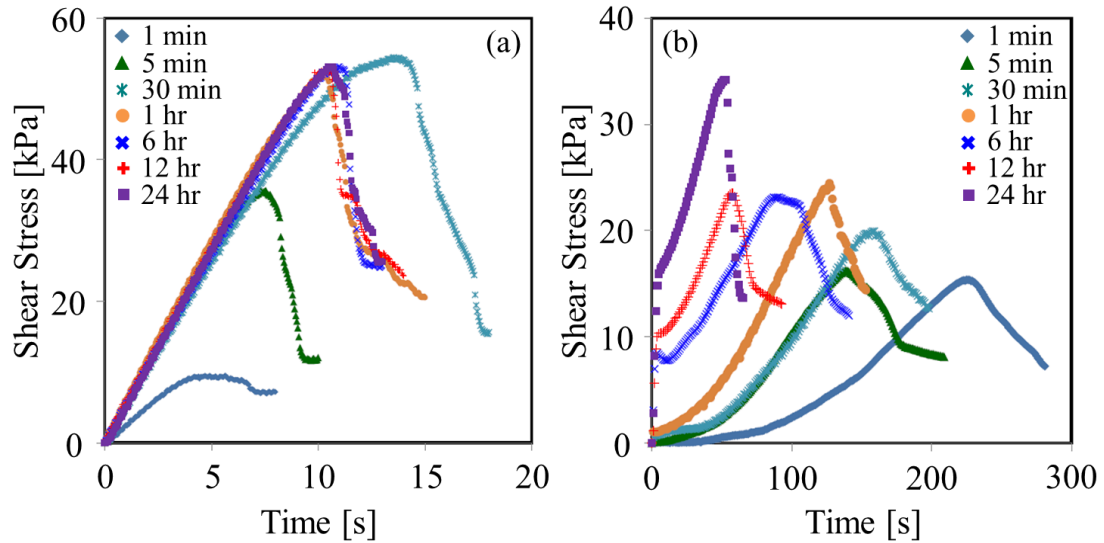 60
40
20
0
Shear Stress [kPa]
(a)
1 min
5 min
30 min
1 hr
6 hr
12 hr
24 hr
0 5 10 15 20
Time [s]
40
30
20
10
0
Shear Stress [kPa]
(b)
1 min
5 min
30 min
1 hr
6 hr
12 hr
24 hr
0 100 200 300
Time [s]